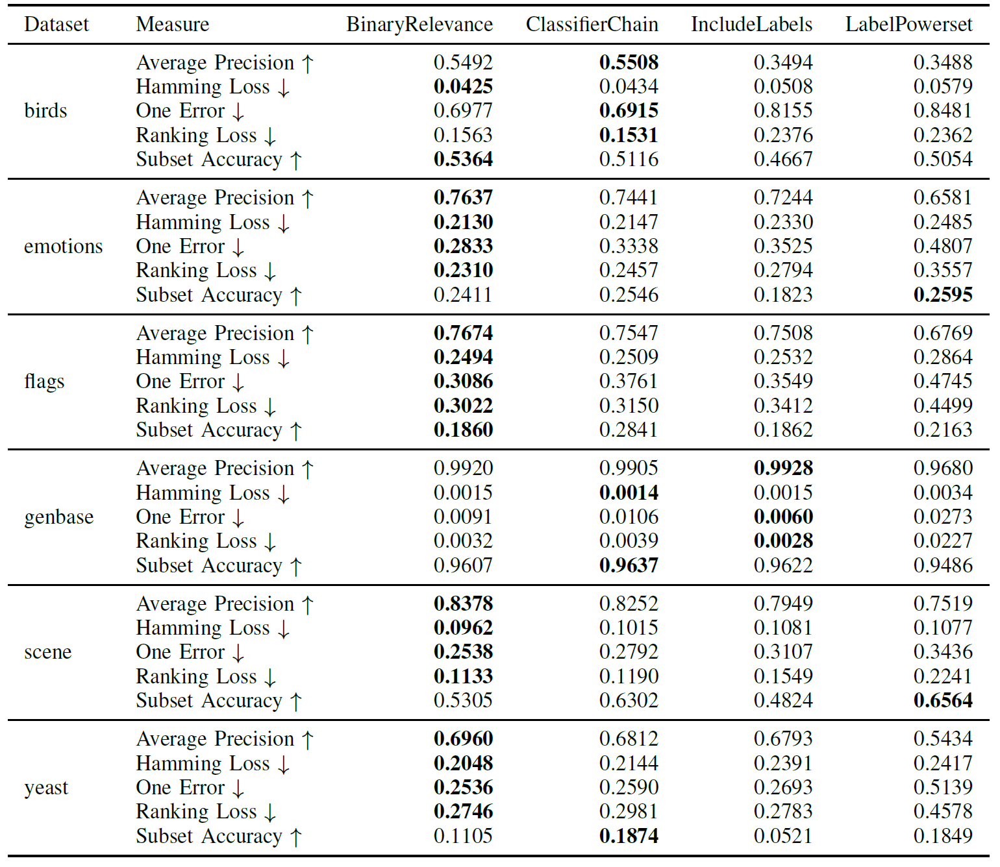 Dataset Measure BinaryRelevance ClassifierChain IncludeLabels LabelPowerset
Average Precision ↑ 0.5492 0.5508 0.3494 0.3488
Hamming Loss ↓ 0.0425 0.0434 0.0508 0.0579
birds One Error ↓ 0.6977 0.6915 0.8155 0.8481
Ranking Loss ↓ 0.1563 0.1531 0.2376 0.2362
Subset Accuracy ↑ 0.5364 0.5116 0.4667 0.5054
Average Precision ↑ 0.7637 0.7441 0.7244 0.6581
Hamming Loss ↓ 0.2130 0.2147 0.2330 0.2485
emotions One Error ↓ 0.2833 0.3338 0.3525 0.4807
Ranking Loss ↓ 0.2310 0.2457 0.2794 0.3557
Subset Accuracy ↑ 0.2411 0.2546 0.1823 0.2595
Average Precision ↑ 0.7674 0.7547 0.7508 0.6769
Hamming Loss ↓ 0.2494 0.2509 0.2532 0.2864
flags One Error ↓ 0.3086 0.3761 0.3549 0.4745
Ranking Loss ↓ 0.3022 0.3150 0.3412 0.4499
Subset Accuracy ↑ 0.1860 0.2841 0.1862 0.2163
Average Precision ↑ 0.9920 0.9905 0.9928 0.9680
Hamming Loss ↓ 0.0015 0.0014 0.0015 0.0034
genbase One Error ↓ 0.0091 0.0106 0.0060 0.0273
Ranking Loss ↓ 0.0032 0.0039 0.0028 0.0227
Subset Accuracy ↑ 0.9607 0.9637 0.9622 0.9486
Average Precision ↑ 0.8378 0.8252 0.7949 0.7519
Hamming Loss ↓ 0.0962 0.1015 0.1081 0.1077
scene One Error ↓ 0.2538 0.2792 0.3107 0.3436
Ranking Loss ↓ 0.1133 0.1190 0.1549 0.2241
Subset Accuracy ↑ 0.5305 0.6302 0.4824 0.6564
Average Precision ↑ 0.6960 0.6812 0.6793 0.5434
Hamming Loss ↓ 0.2048 0.2144 0.2391 0.2417
yeast One Error ↓ 0.2536 0.2590 0.2693 0.5139
Ranking Loss ↓ 0.2746 0.2981 0.2783 0.4578
Subset Accuracy ↑ 0.1105 0.1874 0.0521 0.1849